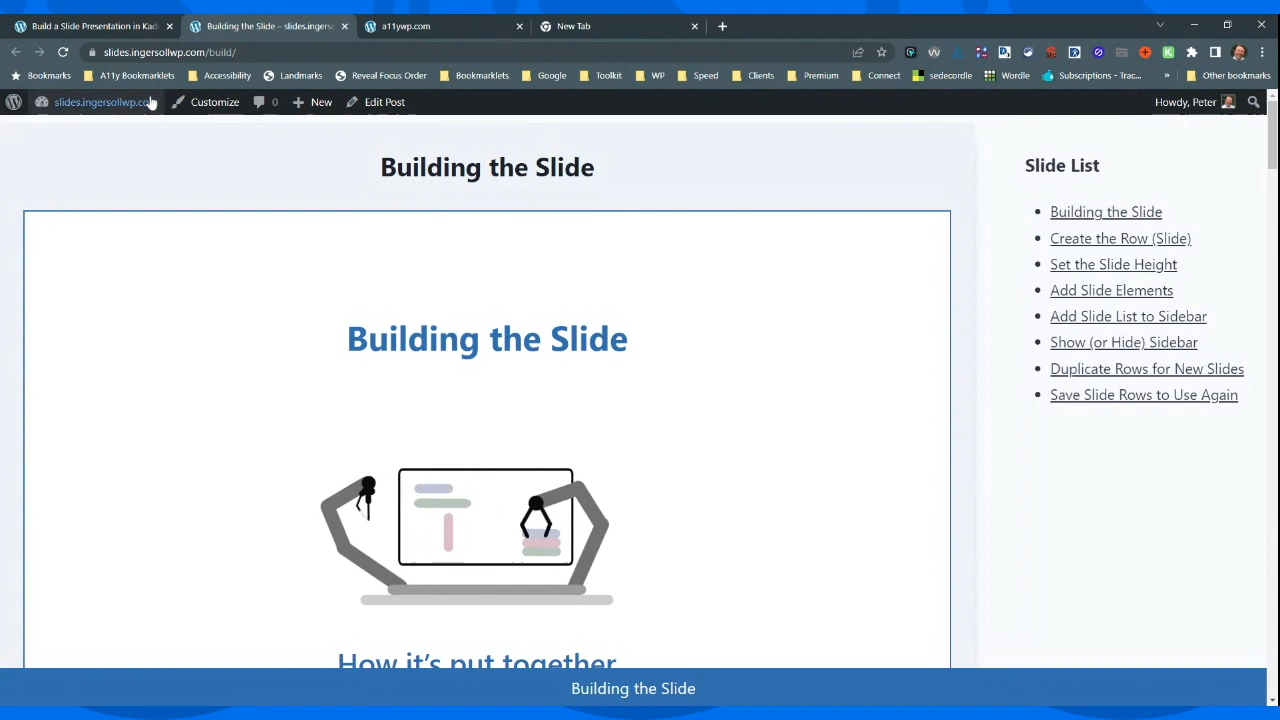 Build a Slide Presentation in Kad
Building the Slide – slides.ingers
a11ywp.com
New Tab
slides.ingersollwp.com/build/
Bookmarks
A11y Bookmarklets
Accessibility
Landmarks
Reveal Focus Order
Bookmarklets
Google
Toolkit
WP
Speed
Clients
Premium
Connect
sedecordle
Wordle
Subscriptions - Trac...
»
Other bookmarks
slides.ingersollwp.co
Customize
0
New
Edit Post
Howdy, Peter
Building the Slide
Slide List
Building the Slide
Create the Row (Slide)
Set the Slide Height
Add Slide Elements
Add Slide List to Sidebar
Show (or Hide) Sidebar
Duplicate Rows for New Slides
Save Slide Rows to Use Again
Building the Slide
How it's put together
Building the Slide